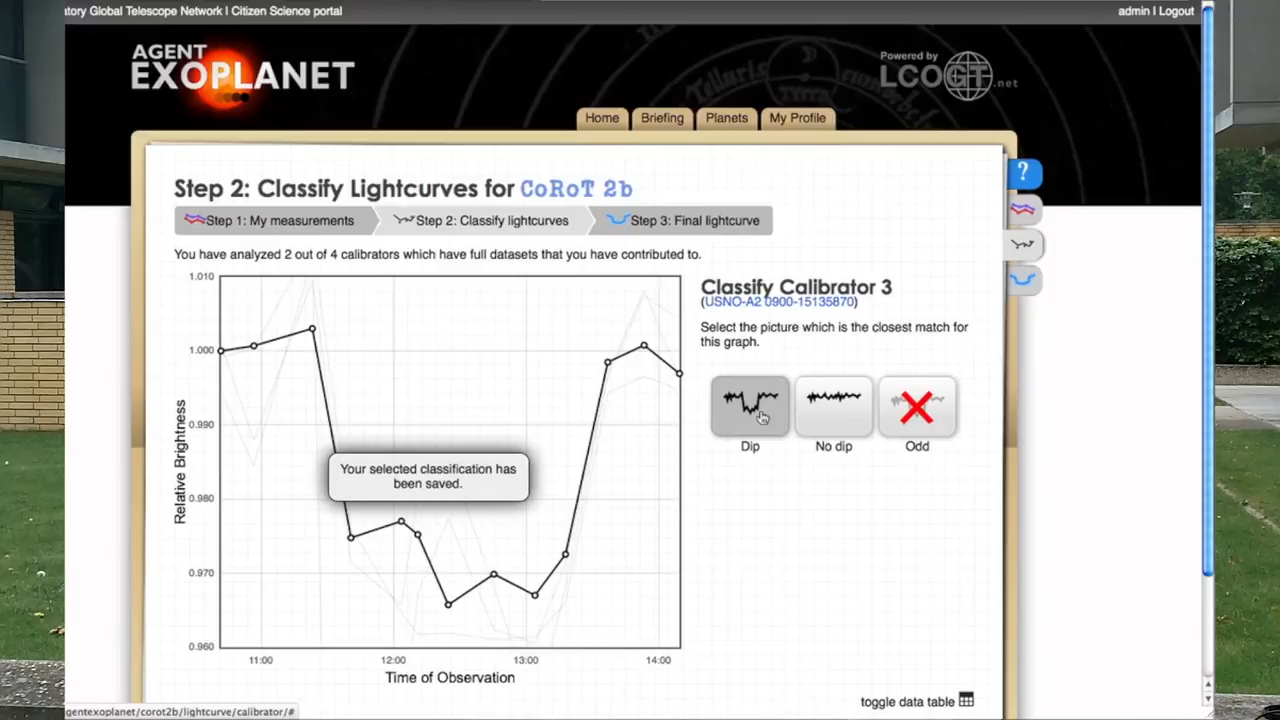 atory Global Telescope Network | Citizen Science portal
admin | Logout
AGENT
EXOPLANET
Powered by
LCOGT.net
Home
Briefing
Planets
My Profile
Step 2: Classify Lightcurves for CoRoT 2b
?
Step 1: My measurements
Step 2: Classify lightcurves
Step 3: Final lightcurve
You have analyzed 2 out of 4 calibrators which have full datasets that you have contributed to.
Classify Calibrator 3
(USNO-A2 0900-15135870)
Select the picture which is the closest match for
this graph.
Dip
No dip
Odd
1.010
1.000
0.990
0.980
0.970
0.960
Relative Brightness
Your selected classification has
been saved.
11:00
12:00
13:00
14:00
Time of Observation
toggle data table
agentexoplanet/corot2b/lightcurve/calibrator/#